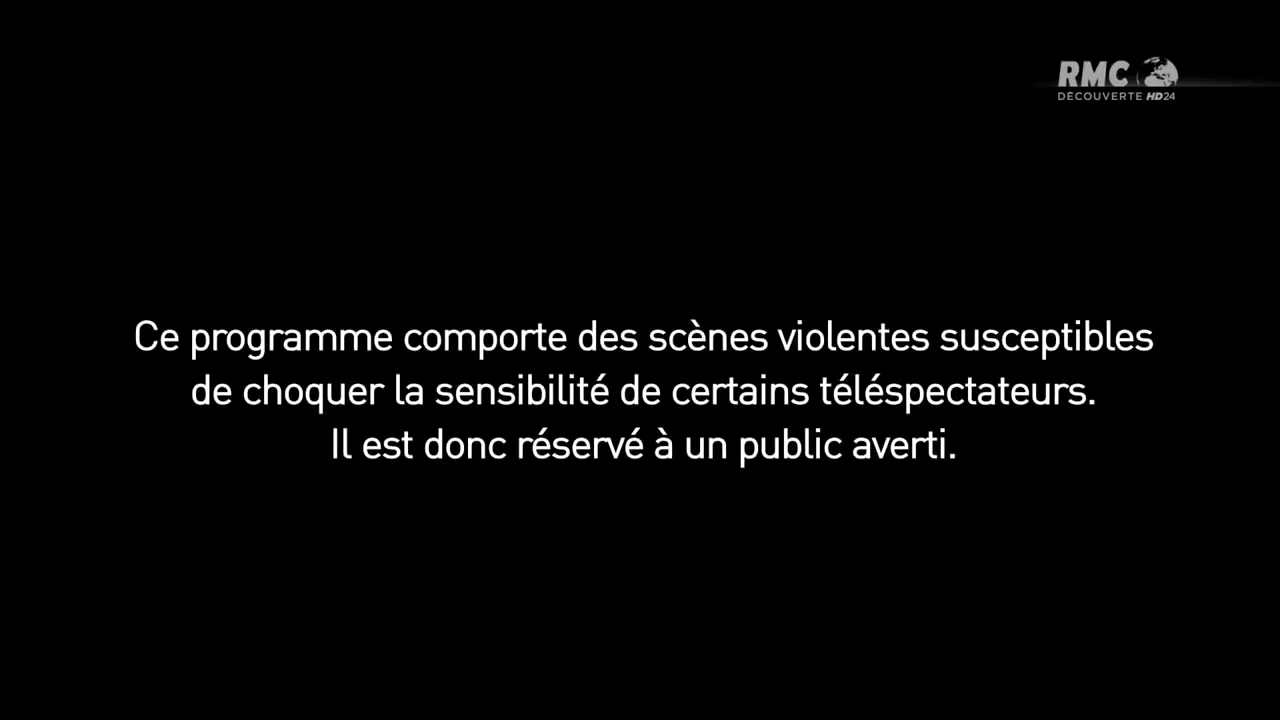 RMC
DÉCOUVERTE HD24
Ce programme comporte des scènes violentes susceptibles
de choquer la sensibilité de certains téléspectateurs.
Il est donc réservé à un public averti.